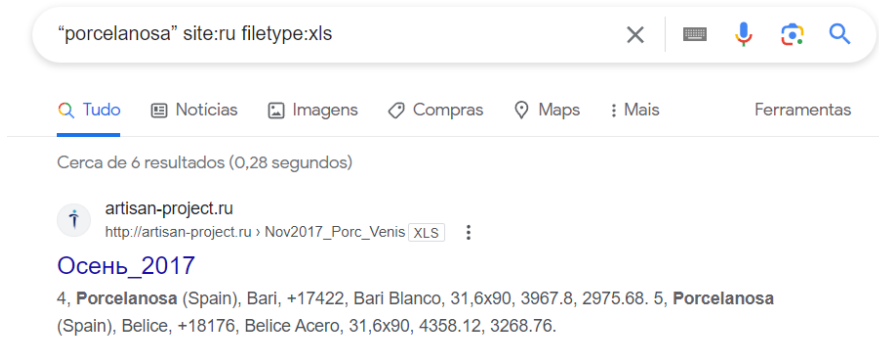 “porcelanosa” site:ru filetype:xls
Tudo Notícias Imagens Compras Maps Mais Ferramentas
Cerca de 6 resultados (0,28 segundos)
artisan-project.ru
http://artisan-project.ru › Nov2017_Porc_Venis XLS
Осень_2017
4, Porcelanosa (Spain), Bari, +17422, Bari Blanco, 31,6x90, 3967.8, 2975.68. 5, Porcelanosa
(Spain), Belice, +18176, Belice Acero, 31,6x90, 4358.12, 3268.76.